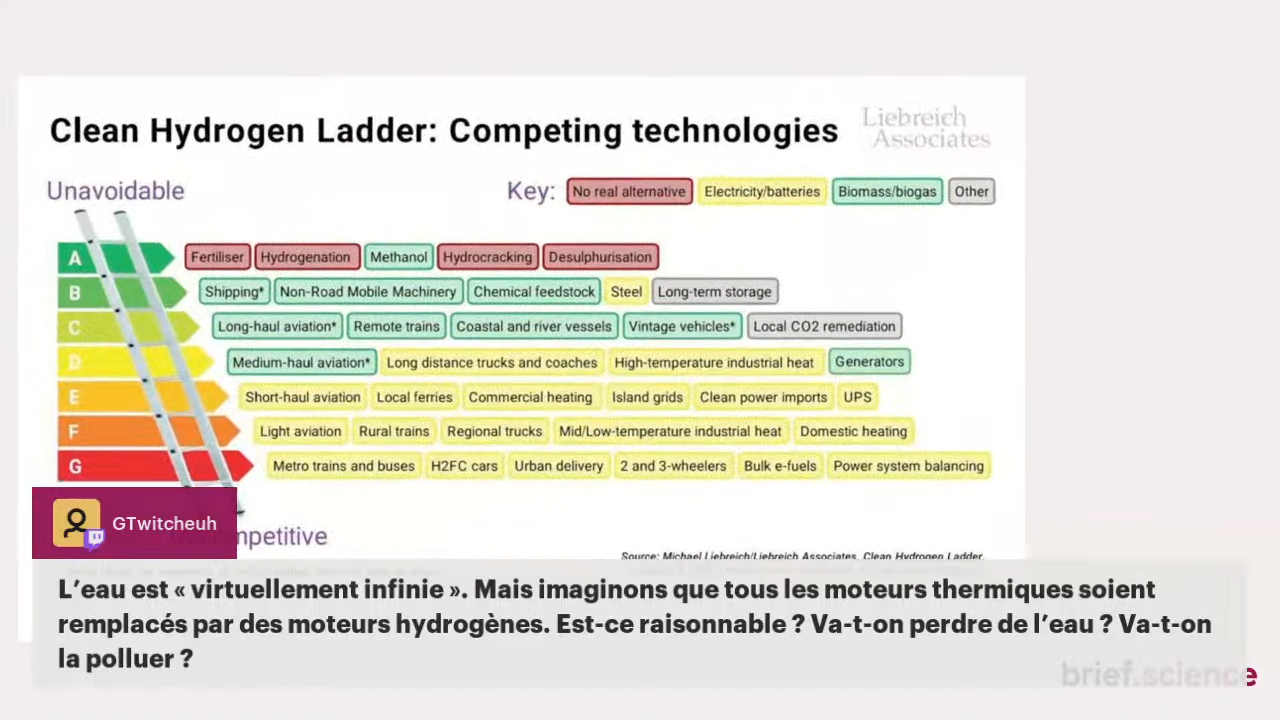 Clean Hydrogen Ladder: Competing technologies
Liebreich
Associates
Unavoidable
Key: No real alternative Electricity/batteries Biomass/biogas Other
A Fertiliser Hydrogenation Methanol Hydrocracking Desulphurisation
B Shipping* Non-Road Mobile Machinery Chemical feedstock Steel Long-term storage
C Long-haul aviation* Remote trains Coastal and river vessels Vintage vehicles* Local CO2 remediation
D Medium-haul aviation* Long distance trucks and coaches High-temperature industrial heat Generators
E Short-haul aviation Local ferries Commercial heating Island grids Clean power imports UPS
F Light aviation Rural trains Regional trucks Mid/Low-temperature industrial heat Domestic heating
G Metro trains and buses H2FC cars Urban delivery 2 and 3-wheelers Bulk e-fuels Power system balancing
GTwitcheuh
mpetitive
Source: Michael Liebreich/Liebreich Associates, Clean Hydrogen Ladder,
L’eau est « virtuellement infinie ». Mais imaginons que tous les moteurs thermiques soient
remplacés par des moteurs hydrogènes. Est-ce raisonnable ? Va-t-on perdre de l’eau ? Va-t-on
la polluer ?
brief.science